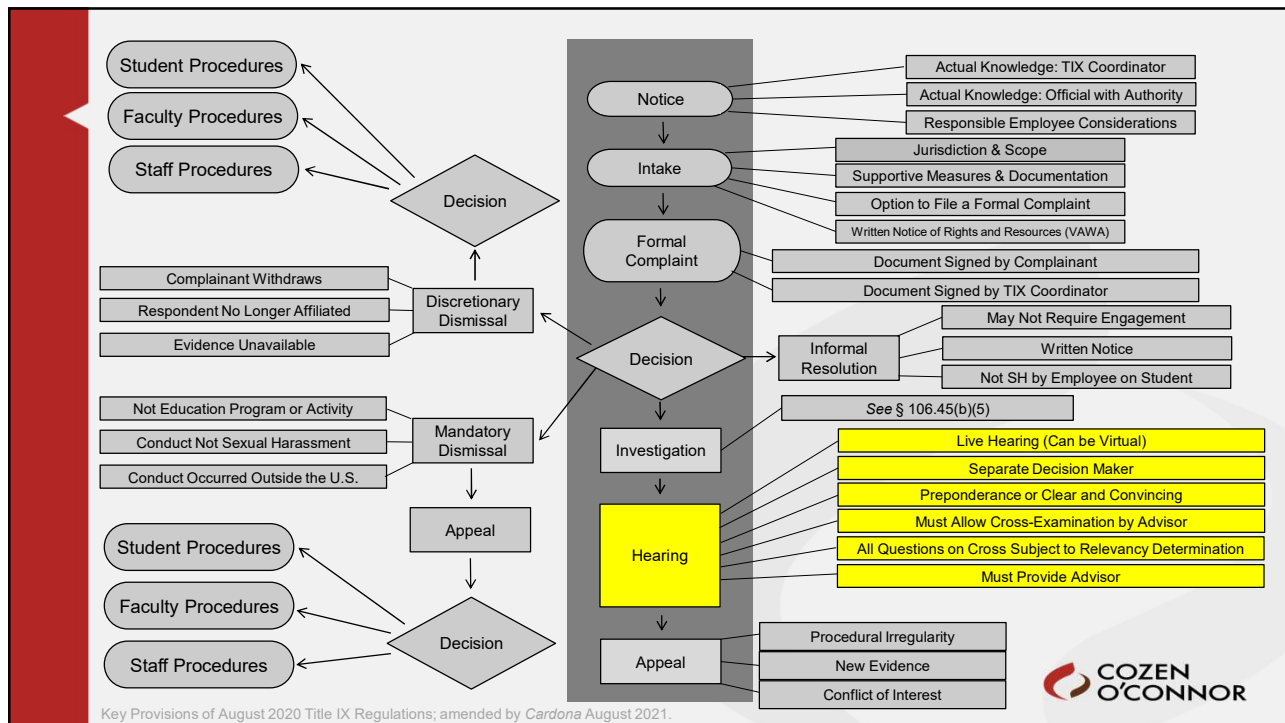 Student Procedures
Faculty Procedures
Staff Procedures
Decision
Complainant Withdraws
Respondent No Longer Affiliated
Evidence Unavailable
Discretionary
Dismissal
Not Education Program or Activity
Conduct Not Sexual Harassment
Conduct Occurred Outside the U.S.
Mandatory
Dismissal
Appeal
Student Procedures
Faculty Procedures
Staff Procedures
Decision
Notice
Actual Knowledge: TIX Coordinator
Actual Knowledge: Official with Authority
Responsible Employee Considerations
Intake
Jurisdiction & Scope
Supportive Measures & Documentation
Option to File a Formal Complaint
Written Notice of Rights and Resources (VAWA)
Formal
Complaint
Document Signed by Complainant
Document Signed by TIX Coordinator
Decision
Informal
Resolution
May Not Require Engagement
Written Notice
Not SH by Employee on Student
Investigation
See § 106.45(b)(5)
Hearing
Live Hearing (Can be Virtual)
Separate Decision Maker
Preponderance or Clear and Convincing
Must Allow Cross-Examination by Advisor
All Questions on Cross Subject to Relevancy Determination
Must Provide Advisor
Appeal
Procedural Irregularity
New Evidence
Conflict of Interest
Key Provisions of August 2020 Title IX Regulations; amended by Cardona August 2021.
COZEN
O'CONNOR